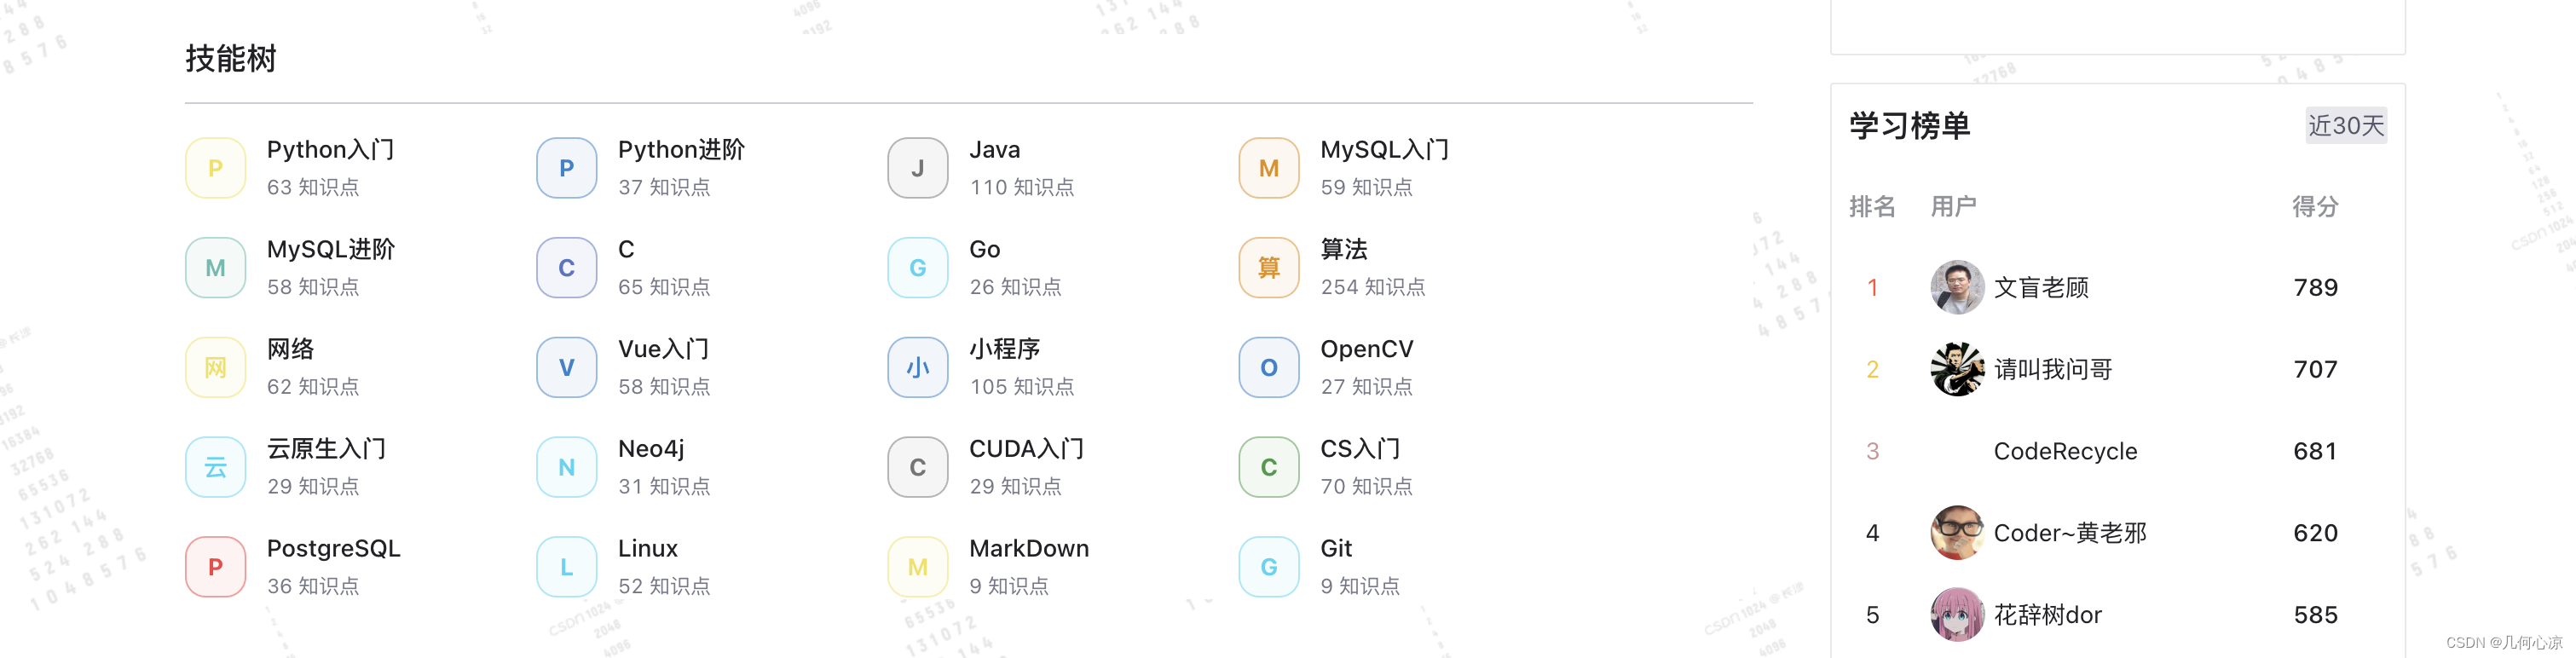 技能树
P
Python入门
63 知识点
P
Python进阶
37 知识点
J
Java
110 知识点
M
MySQL入门
59 知识点
M
MySQL进阶
58 知识点
C
C
65 知识点
G
Go
26 知识点
算
算法
254 知识点
网
网络
62 知识点
V
Vue入门
58 知识点
小
小程序
105 知识点
O
OpenCV
27 知识点
云
云原生入门
29 知识点
N
Neo4j
31 知识点
C
CUDA入门
29 知识点
C
CS入门
70 知识点
P
PostgreSQL
36 知识点
L
Linux
52 知识点
M
MarkDown
9 知识点
G
Git
9 知识点
学习榜单
近30天
排名 用户 得分
1 文盲老顾 789
2 请叫我问哥 707
3 CodeRecycle 681
4 Coder~黄老邪 620
5 花辞树dor 585
16384
32768
65536
131072
262 144
524 288
1048576
CSDN @几何心凉